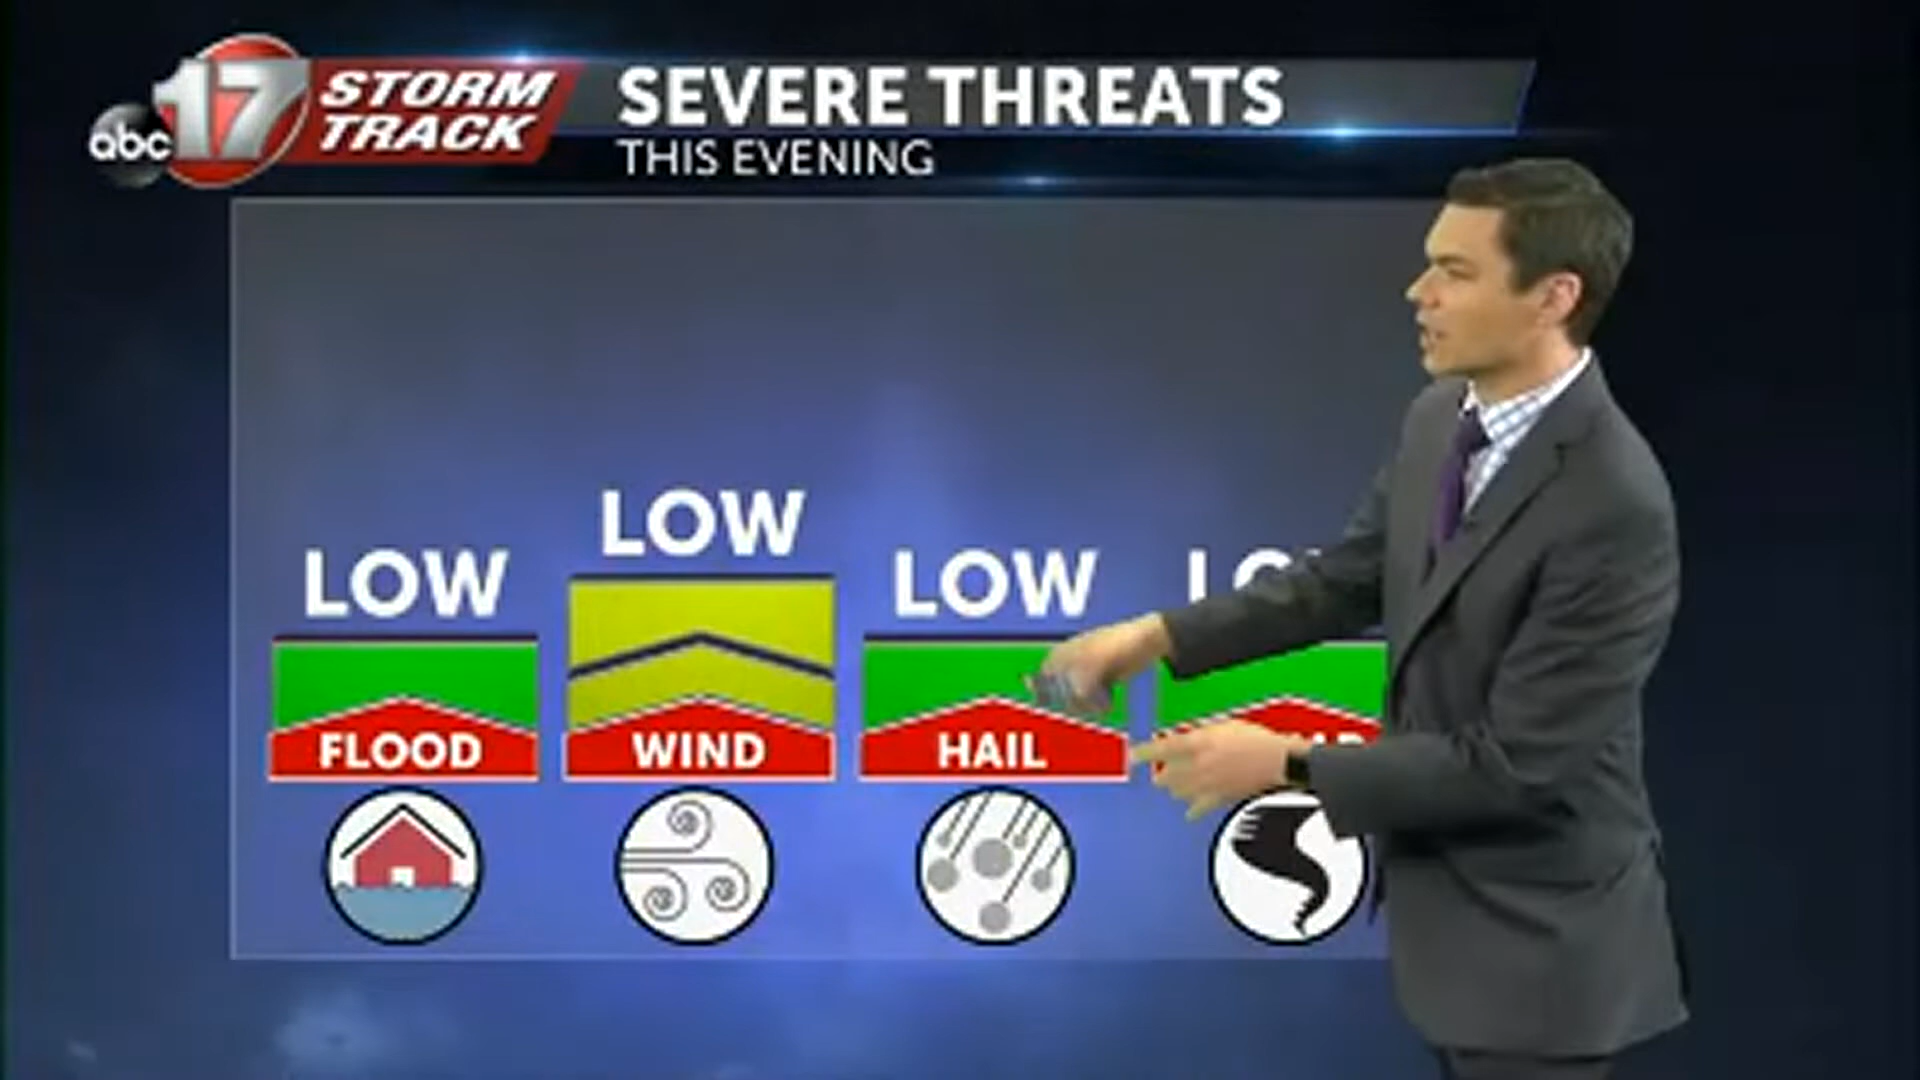 abc 17
STORM
TRACK
SEVERE THREATS
THIS EVENING
LOW
LOW
LOW
FLOOD
WIND
HAIL